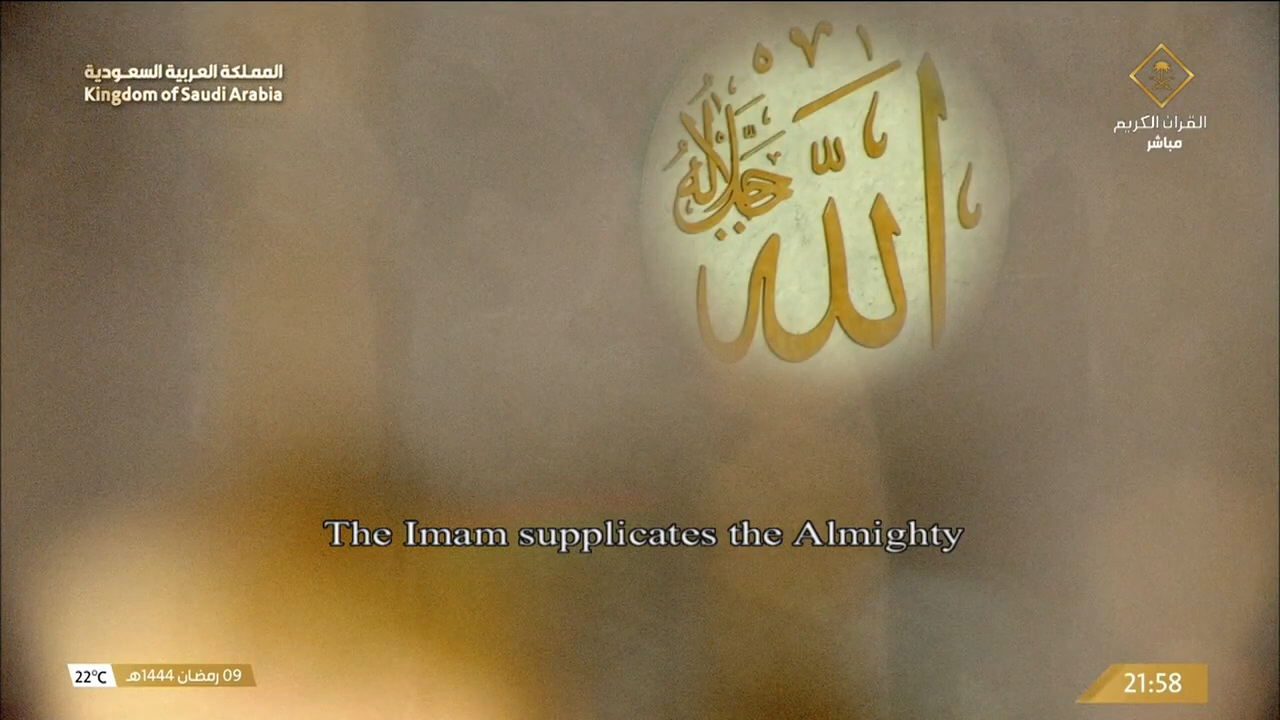 المملكة العربية السعودية
Kingdom of Saudi Arabia
القرآن الكريم
مباشر
الله
جل جلاله
The Imam supplicates the Almighty
22°C
09 رمضان 1444هـ
21:58